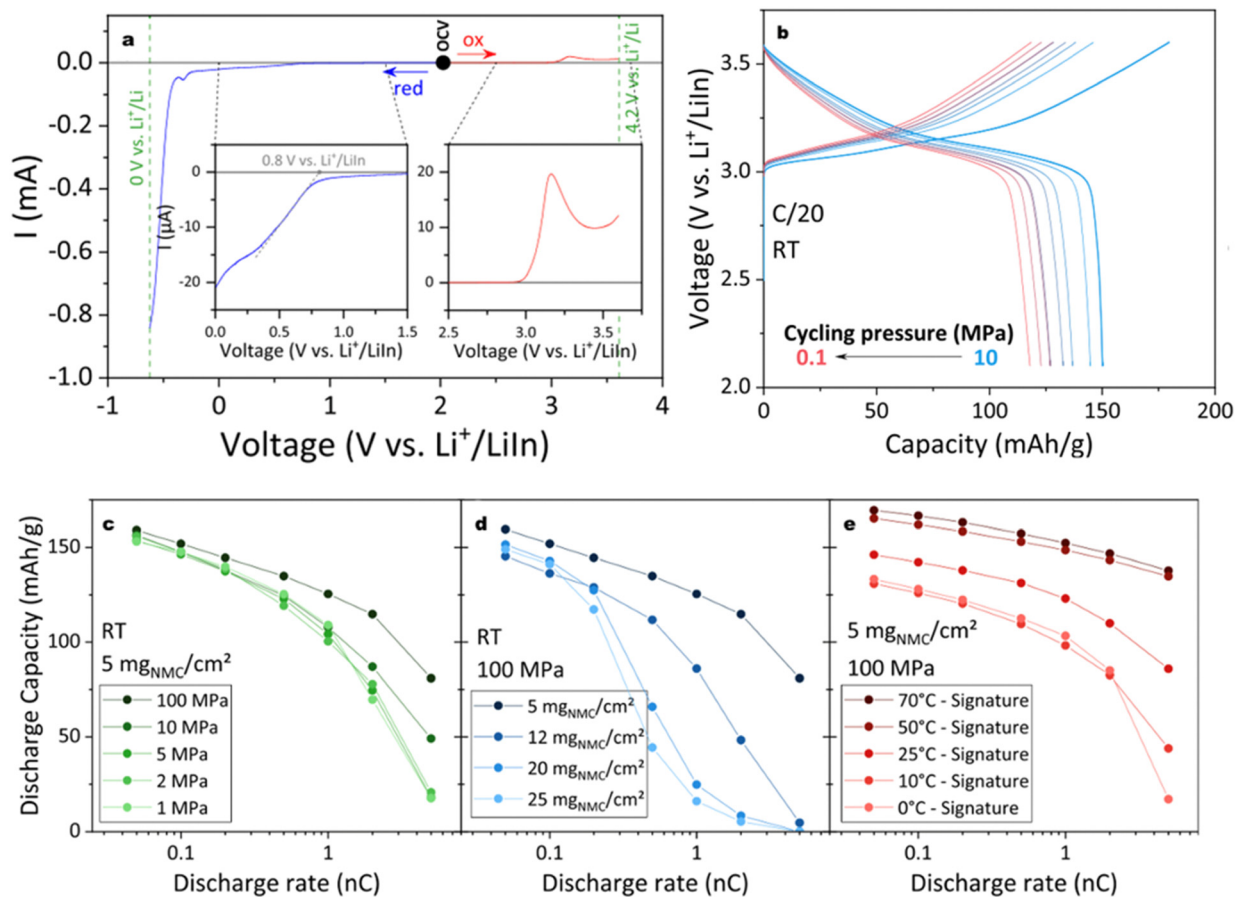 a
ocv
ox
red
0 V vs. Li⁺/Li
4.2 V vs. Li⁺/Li
0.0
-0.2
-0.4
-0.6
-0.8
-1.0
I (mA)
-1
0
1
2
3
4
Voltage (V vs. Li⁺/LiIn)
0.8 V vs. Li⁺/LiIn
0
-10
-20
I (µA)
0.0
0.5
1.0
1.5
Voltage (V vs. Li⁺/LiIn)
20
10
0
2.5
3.0
3.5
Voltage (V vs. Li⁺/LiIn)
b
3.5
3.0
2.5
2.0
Voltage (V vs. Li⁺/LiIn)
C/20
RT
Cycling pressure (MPa)
0.1
10
0
50
100
150
200
Capacity (mAh/g)
c
150
100
50
0
Discharge Capacity (mAh/g)
RT
5 mgNMC/cm²
100 MPa
10 MPa
5 MPa
2 MPa
1 MPa
0.1
1
Discharge rate (nC)
d
RT
100 MPa
5 mgNMC/cm²
12 mgNMC/cm²
20 mgNMC/cm²
25 mgNMC/cm²
0.1
1
Discharge rate (nC)
e
5 mgNMC/cm²
100 MPa
70°C - Signature
50°C - Signature
25°C - Signature
10°C - Signature
0°C - Signature
0.1
1
Discharge rate (nC)